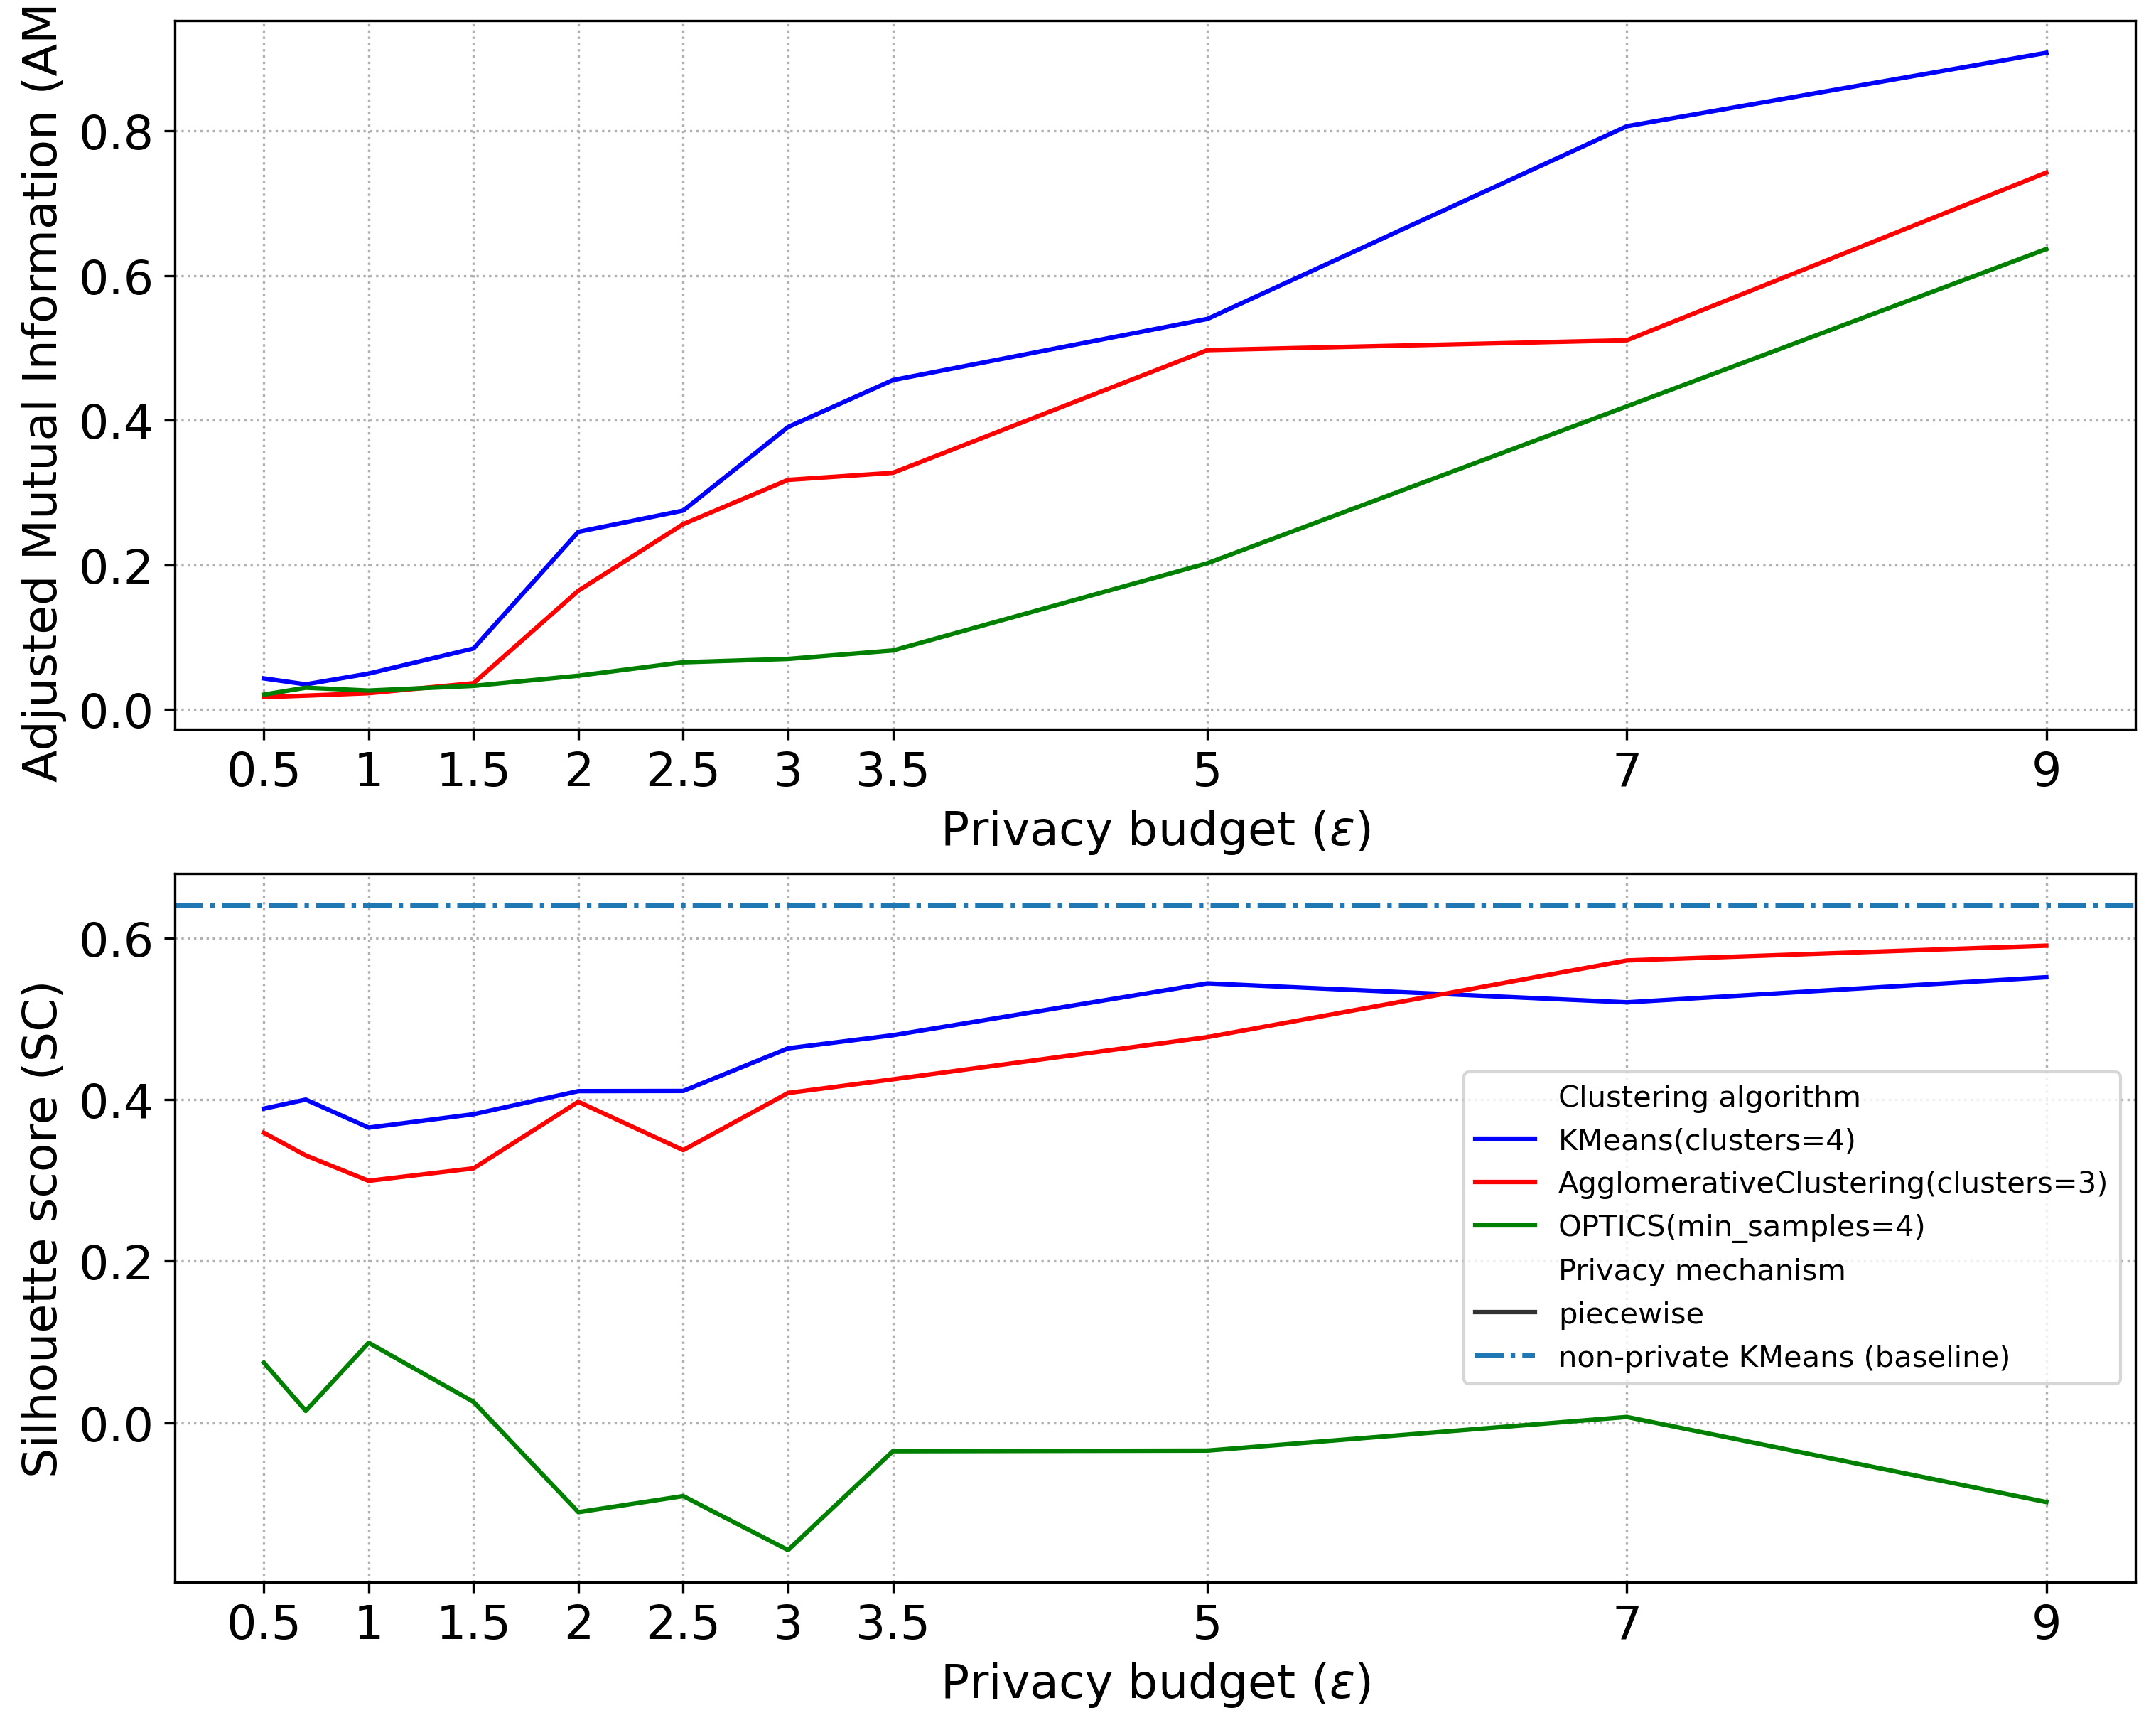 Adjusted Mutual Information (AM
0.8
0.6
0.4
0.2
0.0
0.5 1 1.5 2 2.5 3 3.5 5 7 9
Privacy budget (ε)
Silhouette score (SC)
0.6
0.4
0.2
0.0
Clustering algorithm
KMeans(clusters=4)
AgglomerativeClustering(clusters=3)
OPTICS(min_samples=4)
Privacy mechanism
piecewise
non-private KMeans (baseline)
0.5 1 1.5 2 2.5 3 3.5 5 7 9
Privacy budget (ε)